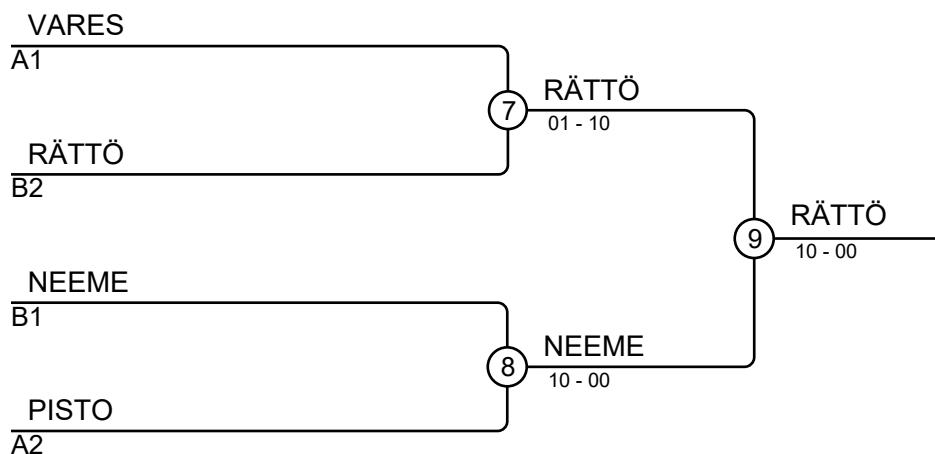 VARES
A1
7
RÄTTÖ
01 - 10
RÄTTÖ
B2
9
RÄTTÖ
10 - 00
NEEME
B1
8
NEEME
10 - 00
PISTO
A2